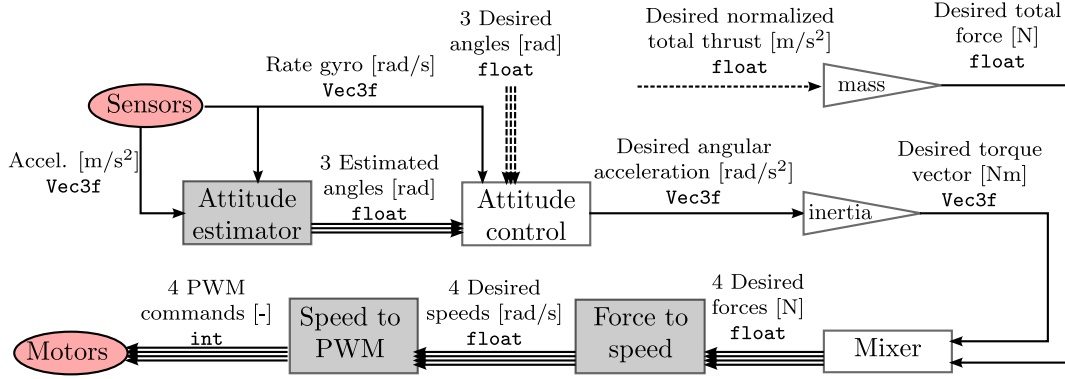 3 Desired
angles [rad]
float
Desired normalized
total thrust [m/s²]
float
Desired total
force [N]
float
Rate gyro [rad/s]
Vec3f
Sensors
mass
Accel. [m/s²]
Vec3f
3 Estimated
angles [rad]
float
Desired angular
acceleration [rad/s²]
Vec3f
Desired torque
vector [Nm]
Vec3f
Attitude
estimator
Attitude
control
inertia
4 PWM
commands [-]
int
Speed to
PWM
4 Desired
speeds [rad/s]
float
Force to
speed
4 Desired
forces [N]
float
Mixer
Motors